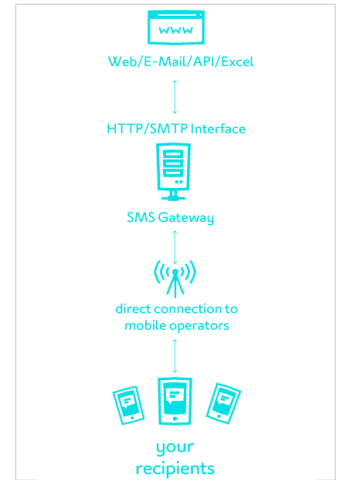 www
Web/E-Mail/API/Excel
HTTP/SMTP Interface
SMS Gateway
direct connection to
mobile operators
your
recipients